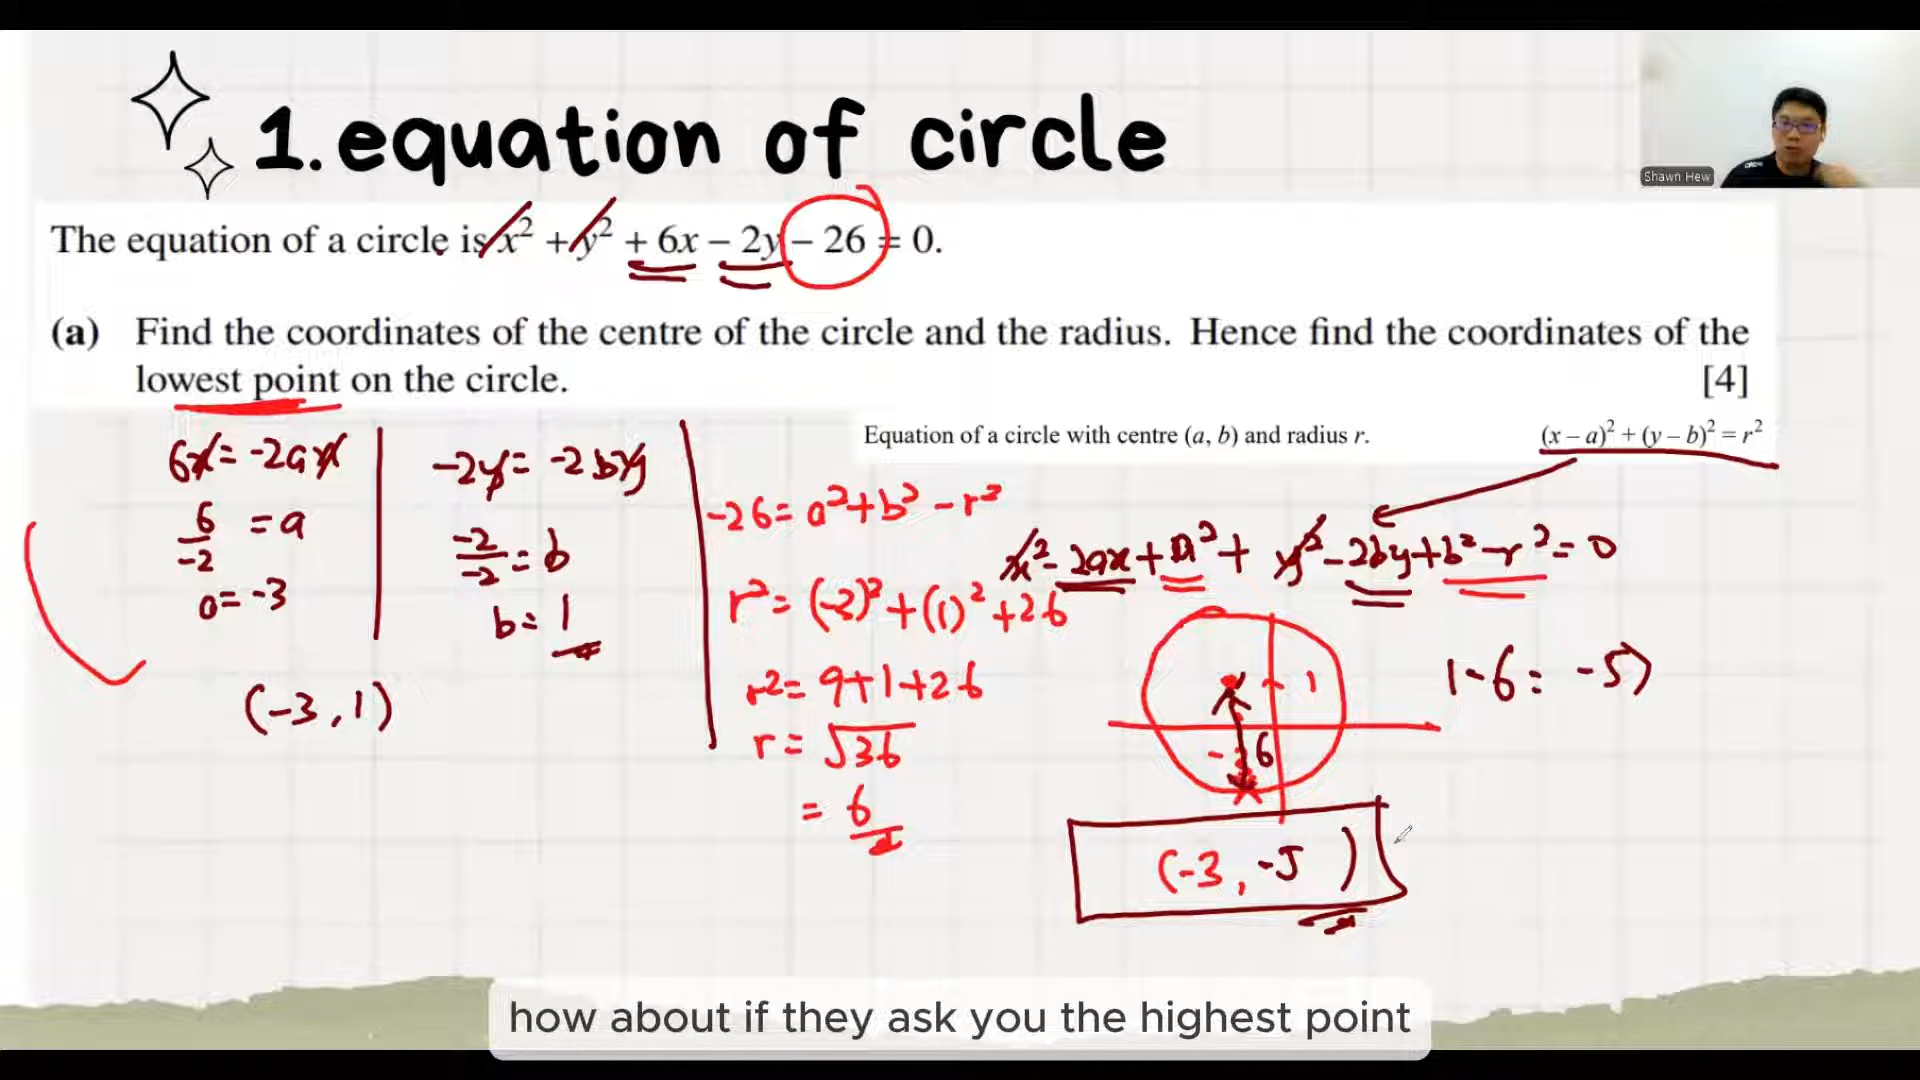 1. equation of circle
Shawn Hew
The equation of a circle is x² + y² + 6x − 2y − 26 = 0.
(a) Find the coordinates of the centre of the circle and the radius. Hence find the coordinates of the
lowest point on the circle. [4]
Equation of a circle with centre (a, b) and radius r. (x − a)² + (y − b)² = r²
6x = -2ax
6/-2 = a
a = -3
(-3, 1)
-2y = -2by
-2/-2 = b
b = 1
-26 = a² + b² - r²
r² = (-3)² + (1)² + 26
r² = 9+1+26
r = √36
= 6
x² - 2ax + a² + y² - 2by + b² - r² = 0
1
6
1-6 = -5
(-3, -5)
how about if they ask you the highest point